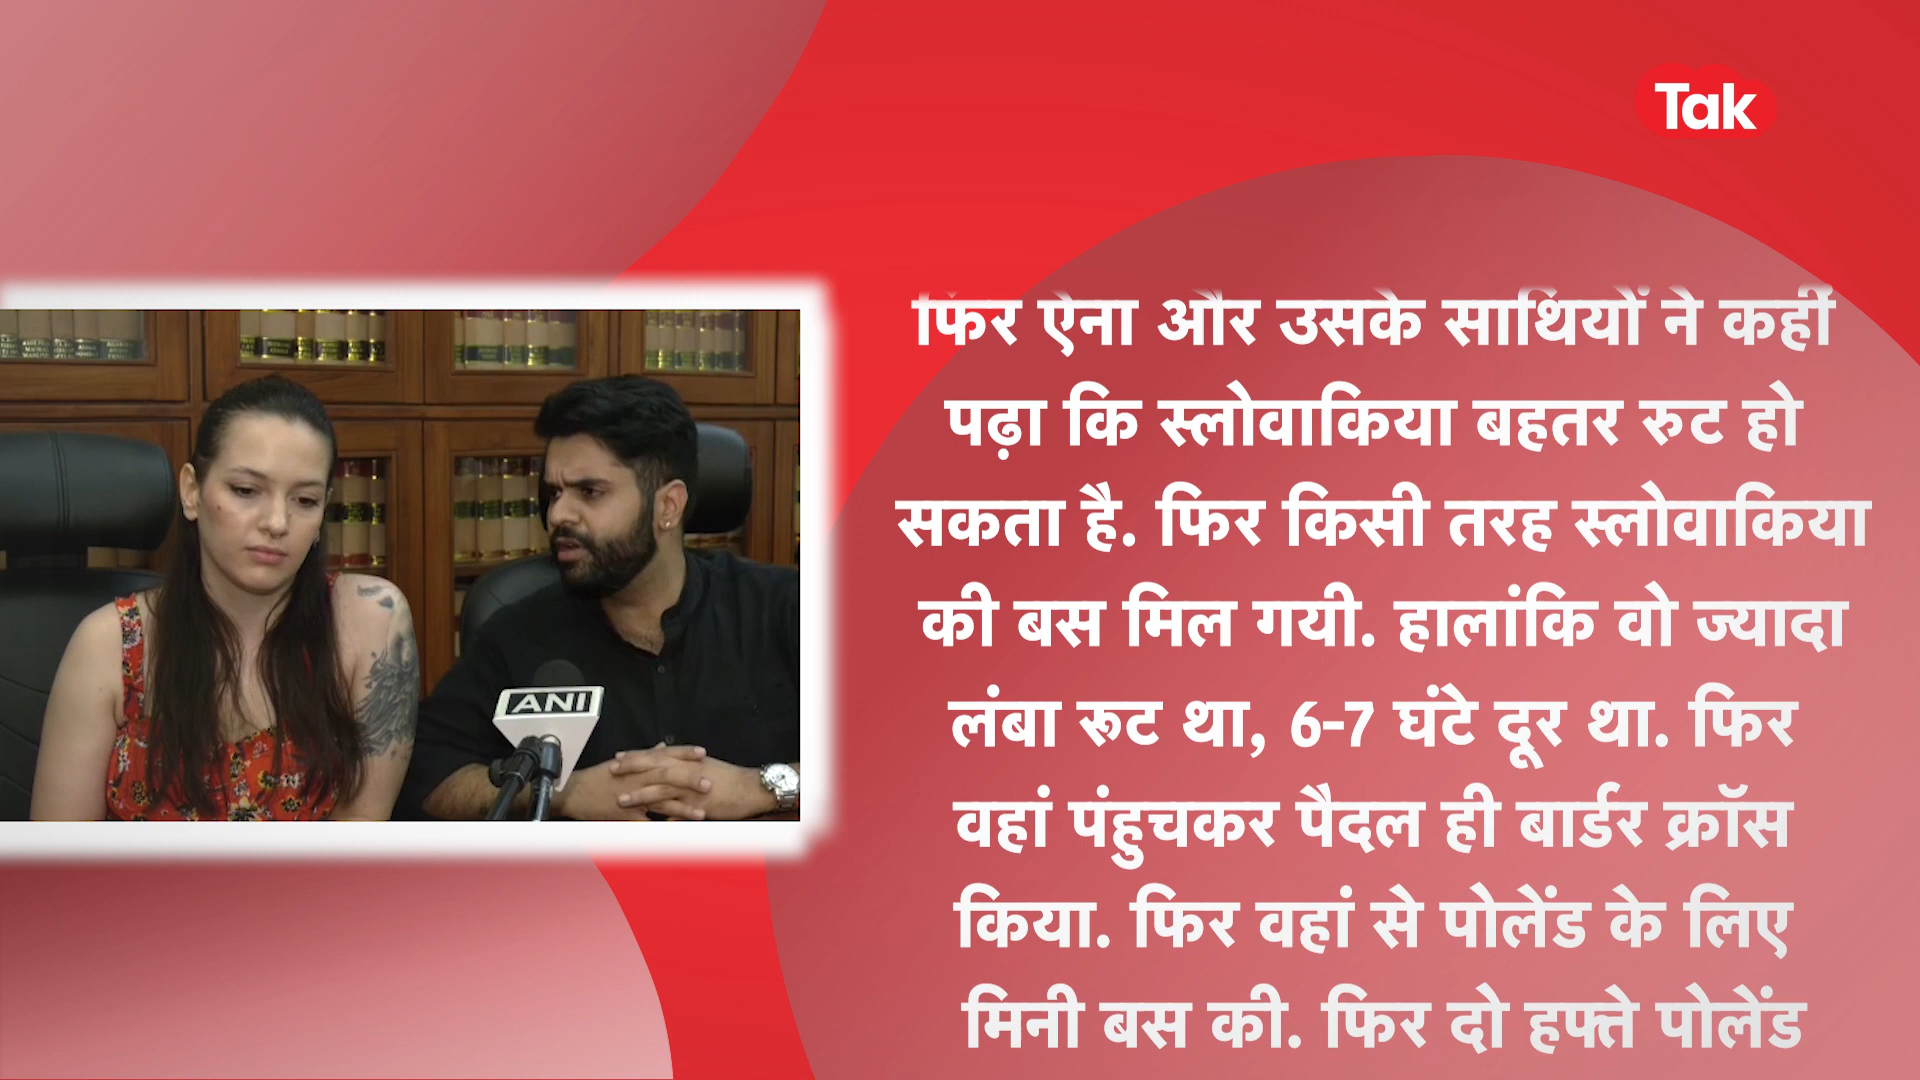 Tak
फिर ऐना और उसके साथियों ने कहीं
पढ़ा कि स्लोवाकिया बहतर रुट हो
सकता है. फिर किसी तरह स्लोवाकिया
की बस मिल गयी. हालांकि वो ज्यादा
लंबा रूट था, 6-7 घंटे दूर था. फिर
वहां पंहुचकर पैदल ही बार्डर क्रॉस
किया. फिर वहां से पोलेंड के लिए
मिनी बस की. फिर दो हफ्ते पोलेंड
ANI